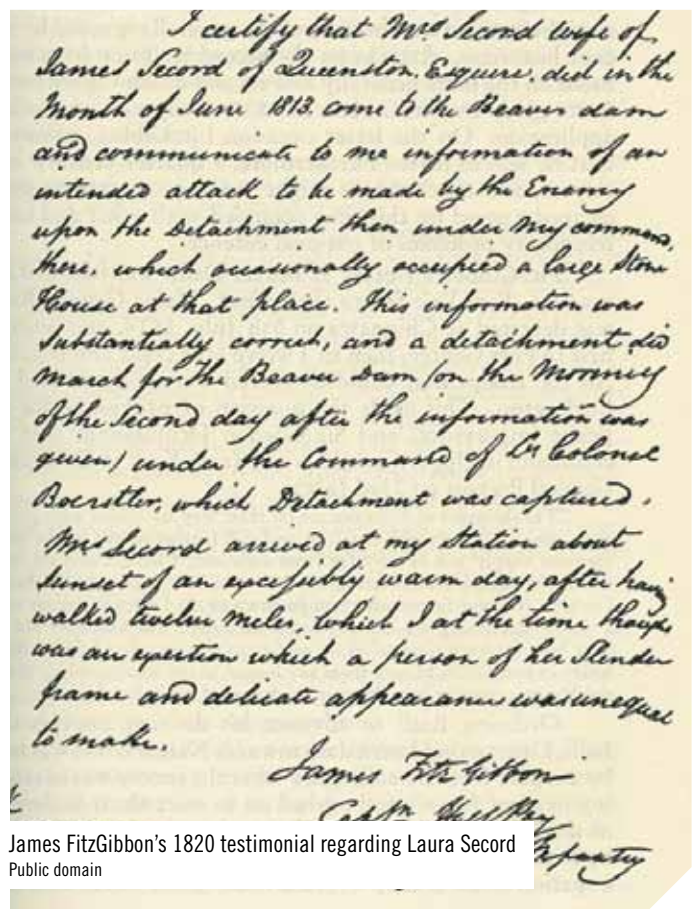 I certify that Mrs Secord wife of
James Secord of Queenston, Esquire, did in the
Month of June 1813 come to the Beaver dam
and communicate to me information of an
intended attack to be made by the Enemy
upon the Detachment then under my command,
there, which occasionally occupied a large Stone
House at that place. This information was
Substantially correct, and a detachment did
march for the Beaver Dam (on the Morning
of the Second day after the information was
given) under the Command of Lt Colonel
Boerstler, which Detachment was captured.
Mrs Secord arrived at my Station about
Sunset of an excessibly warm day, after having
walked twelve miles, which I at the time thought
was an exertion which a person of her Slender
frame and delicate appearance was unequal
to make.
James FitzGibbon
Captn
Infantry
James FitzGibbon’s 1820 testimonial regarding Laura Secord
Public domain